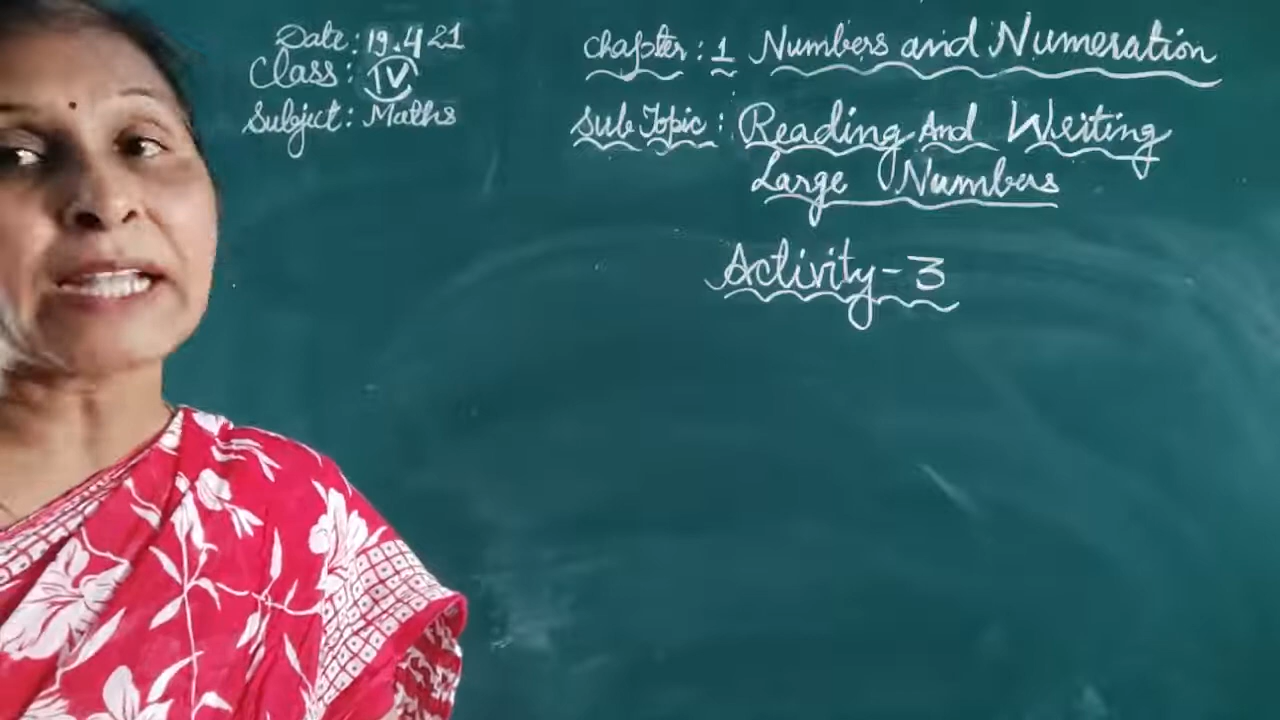 Date: 19.4 21
Class: IV
Subject: Maths
Chapter: 1 Numbers and Numeration
Sub Topic: Reading And Writing
Large Numbers
Activity-3